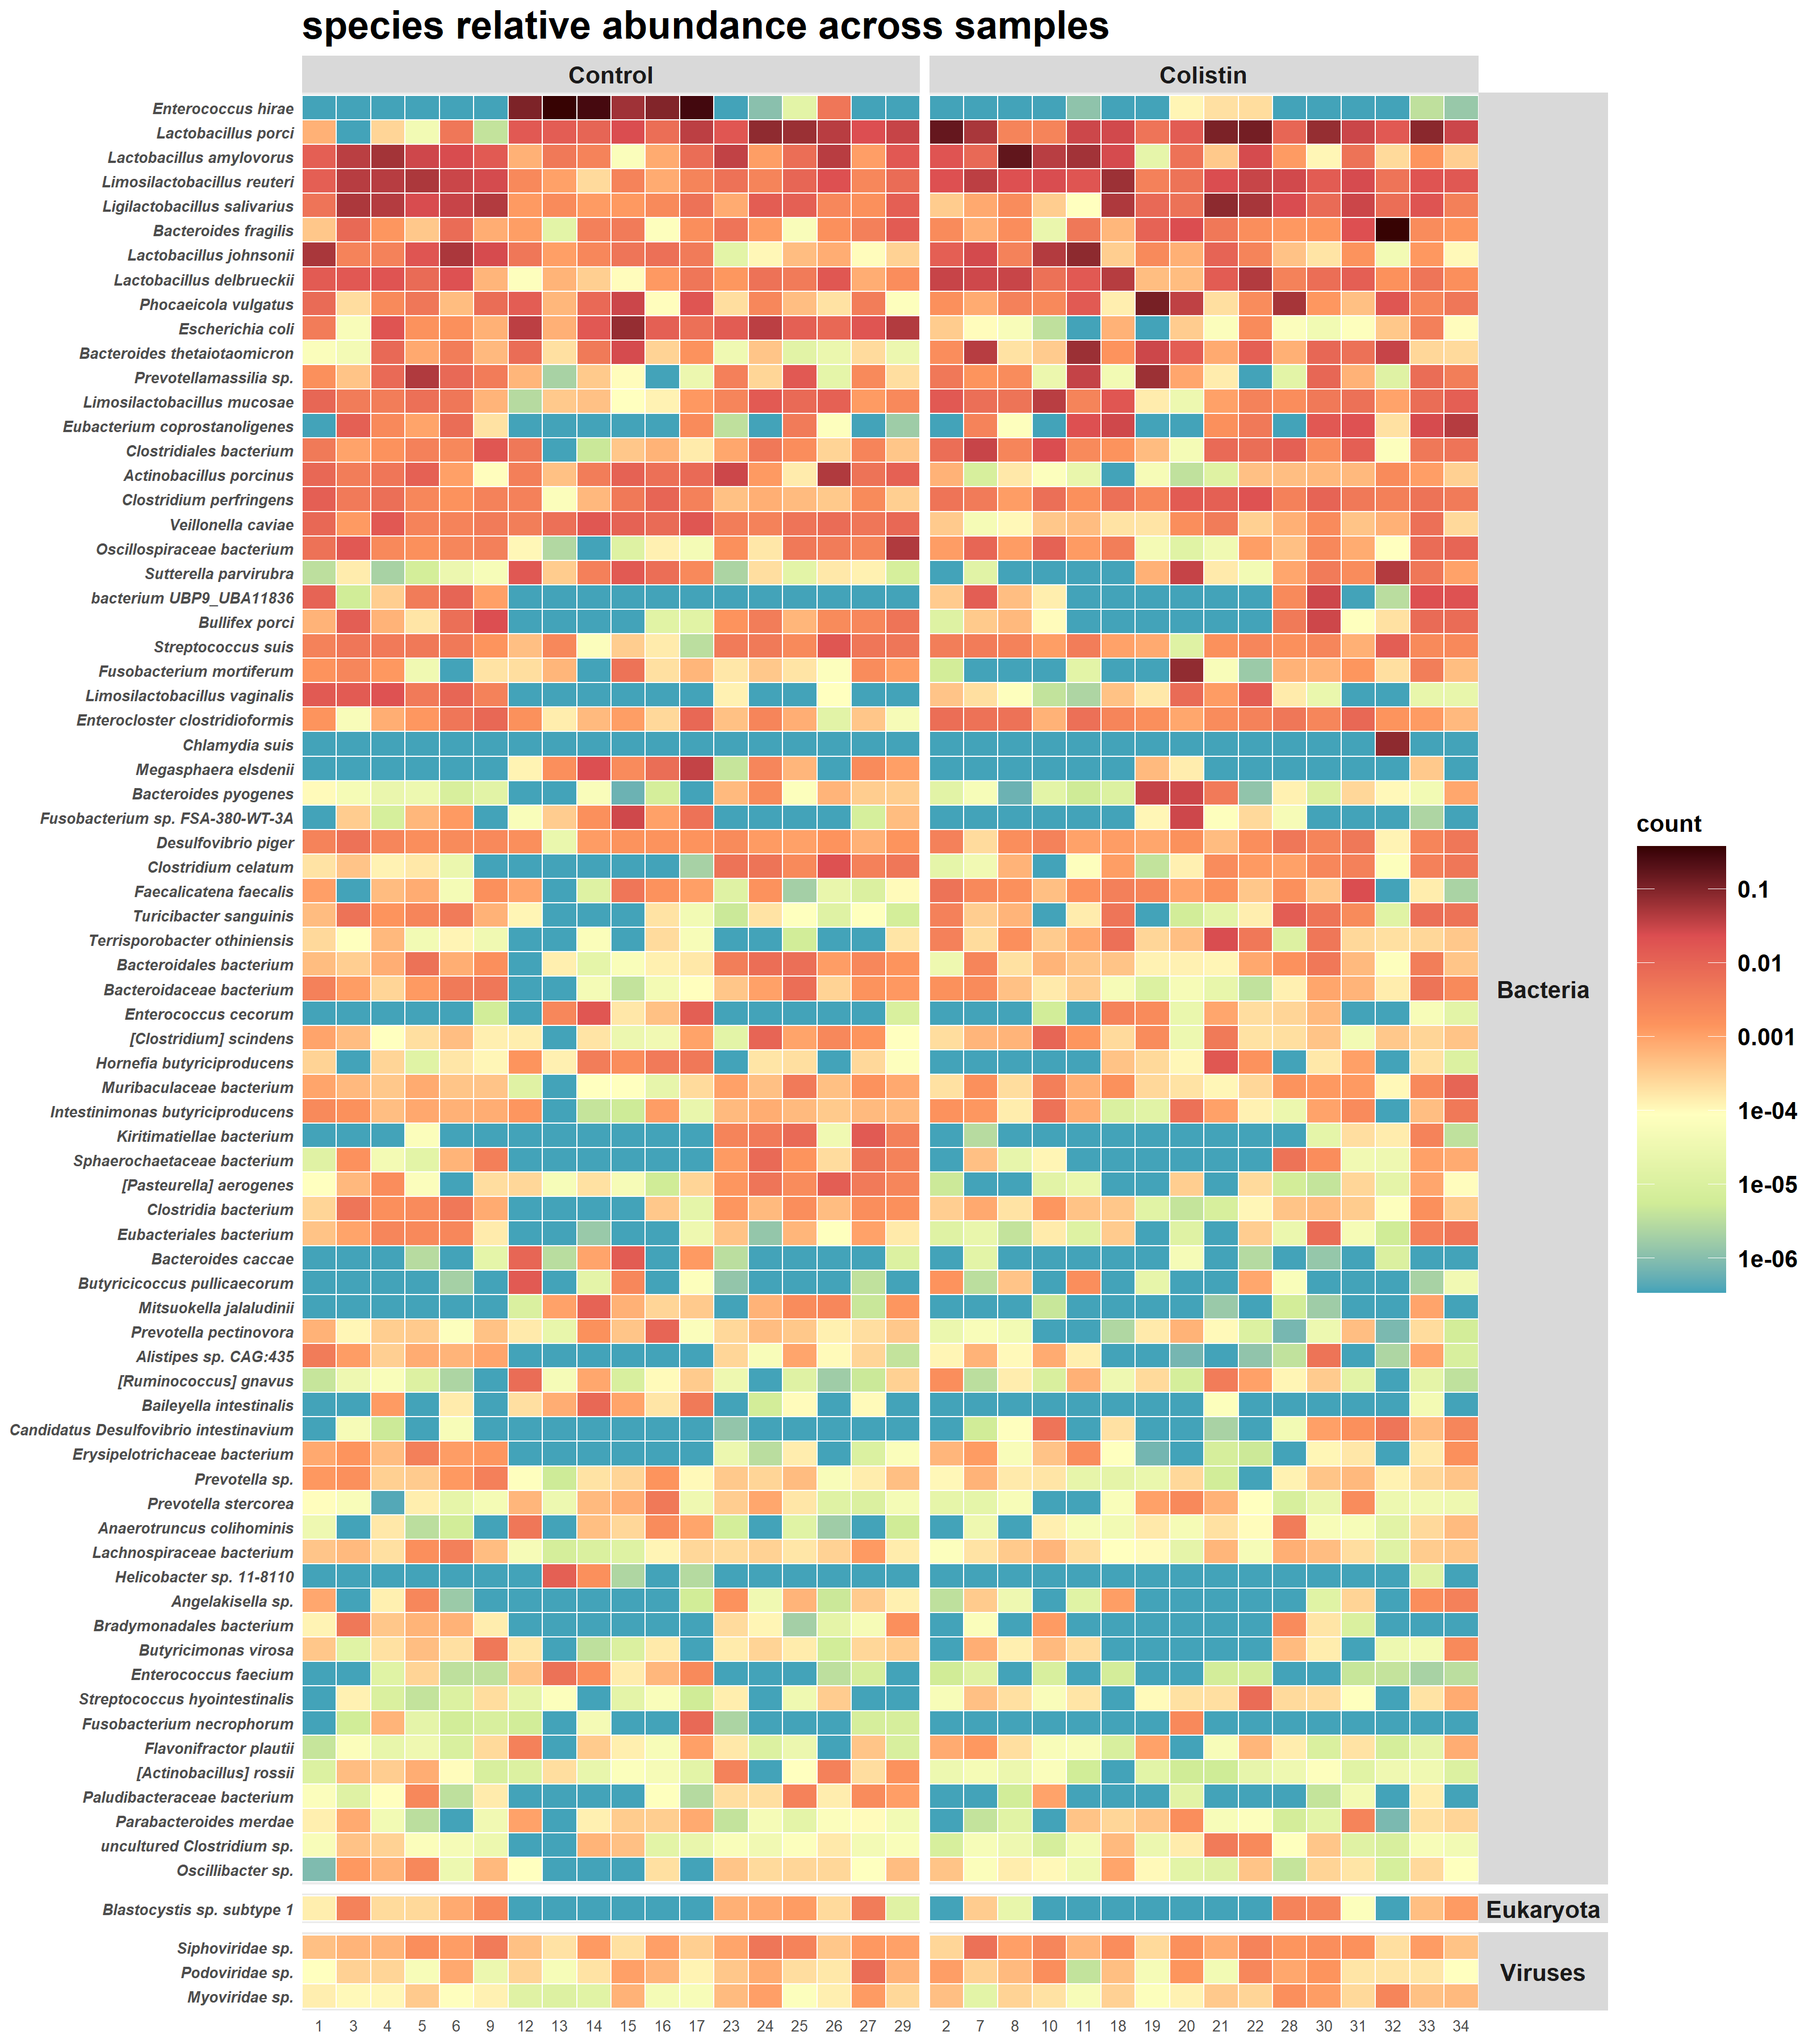 species relative abundance across samples
Control
Colistin
Enterococcus hirae
Lactobacillus porci
Lactobacillus amylovorus
Limosilactobacillus reuteri
Ligilactobacillus salivarius
Bacteroides fragilis
Lactobacillus johnsonii
Lactobacillus delbrueckii
Phocaeicola vulgatus
Escherichia coli
Bacteroides thetaiotaomicron
Prevotellamassilia sp.
Limosilactobacillus mucosae
Eubacterium coprostanoligenes
Clostridiales bacterium
Actinobacillus porcinus
Clostridium perfringens
Veillonella caviae
Oscillospiraceae bacterium
Sutterella parvirubra
bacterium UBP9_UBA11836
Bullifex porci
Streptococcus suis
Fusobacterium mortiferum
Limosilactobacillus vaginalis
Enterocloster clostridioformis
Chlamydia suis
Megasphaera elsdenii
Bacteroides pyogenes
Fusobacterium sp. FSA-380-WT-3A
Desulfovibrio piger
Clostridium celatum
Faecalicatena faecalis
Turicibacter sanguinis
Terrisporobacter othiniensis
Bacteroidales bacterium
Bacteroidaceae bacterium
Enterococcus cecorum
[Clostridium] scindens
Hornefia butyriciproducens
Muribaculaceae bacterium
Intestinimonas butyriciproducens
Kiritimatiellae bacterium
Sphaerochaetaceae bacterium
[Pasteurella] aerogenes
Clostridia bacterium
Eubacteriales bacterium
Bacteroides caccae
Butyricicoccus pullicaecorum
Mitsuokella jalaludinii
Prevotella pectinovora
Alistipes sp. CAG:435
[Ruminococcus] gnavus
Baileyella intestinalis
Candidatus Desulfovibrio intestinavium
Erysipelotrichaceae bacterium
Prevotella sp.
Prevotella stercorea
Anaerotruncus colihominis
Lachnospiraceae bacterium
Helicobacter sp. 11-8110
Angelakisella sp.
Bradymonadales bacterium
Butyricimonas virosa
Enterococcus faecium
Streptococcus hyointestinalis
Fusobacterium necrophorum
Flavonifractor plautii
[Actinobacillus] rossii
Paludibacteraceae bacterium
Parabacteroides merdae
uncultured Clostridium sp.
Oscillibacter sp.
Blastocystis sp. subtype 1
Siphoviridae sp.
Podoviridae sp.
Myoviridae sp.
1 3 4 5 6 9 12 13 14 15 16 17 23 24 25 26 27 29
2 7 8 10 11 18 19 20 21 22 28 30 31 32 33 34
Bacteria
Eukaryota
Viruses
count
0.1
0.01
0.001
1e-04
1e-05
1e-06